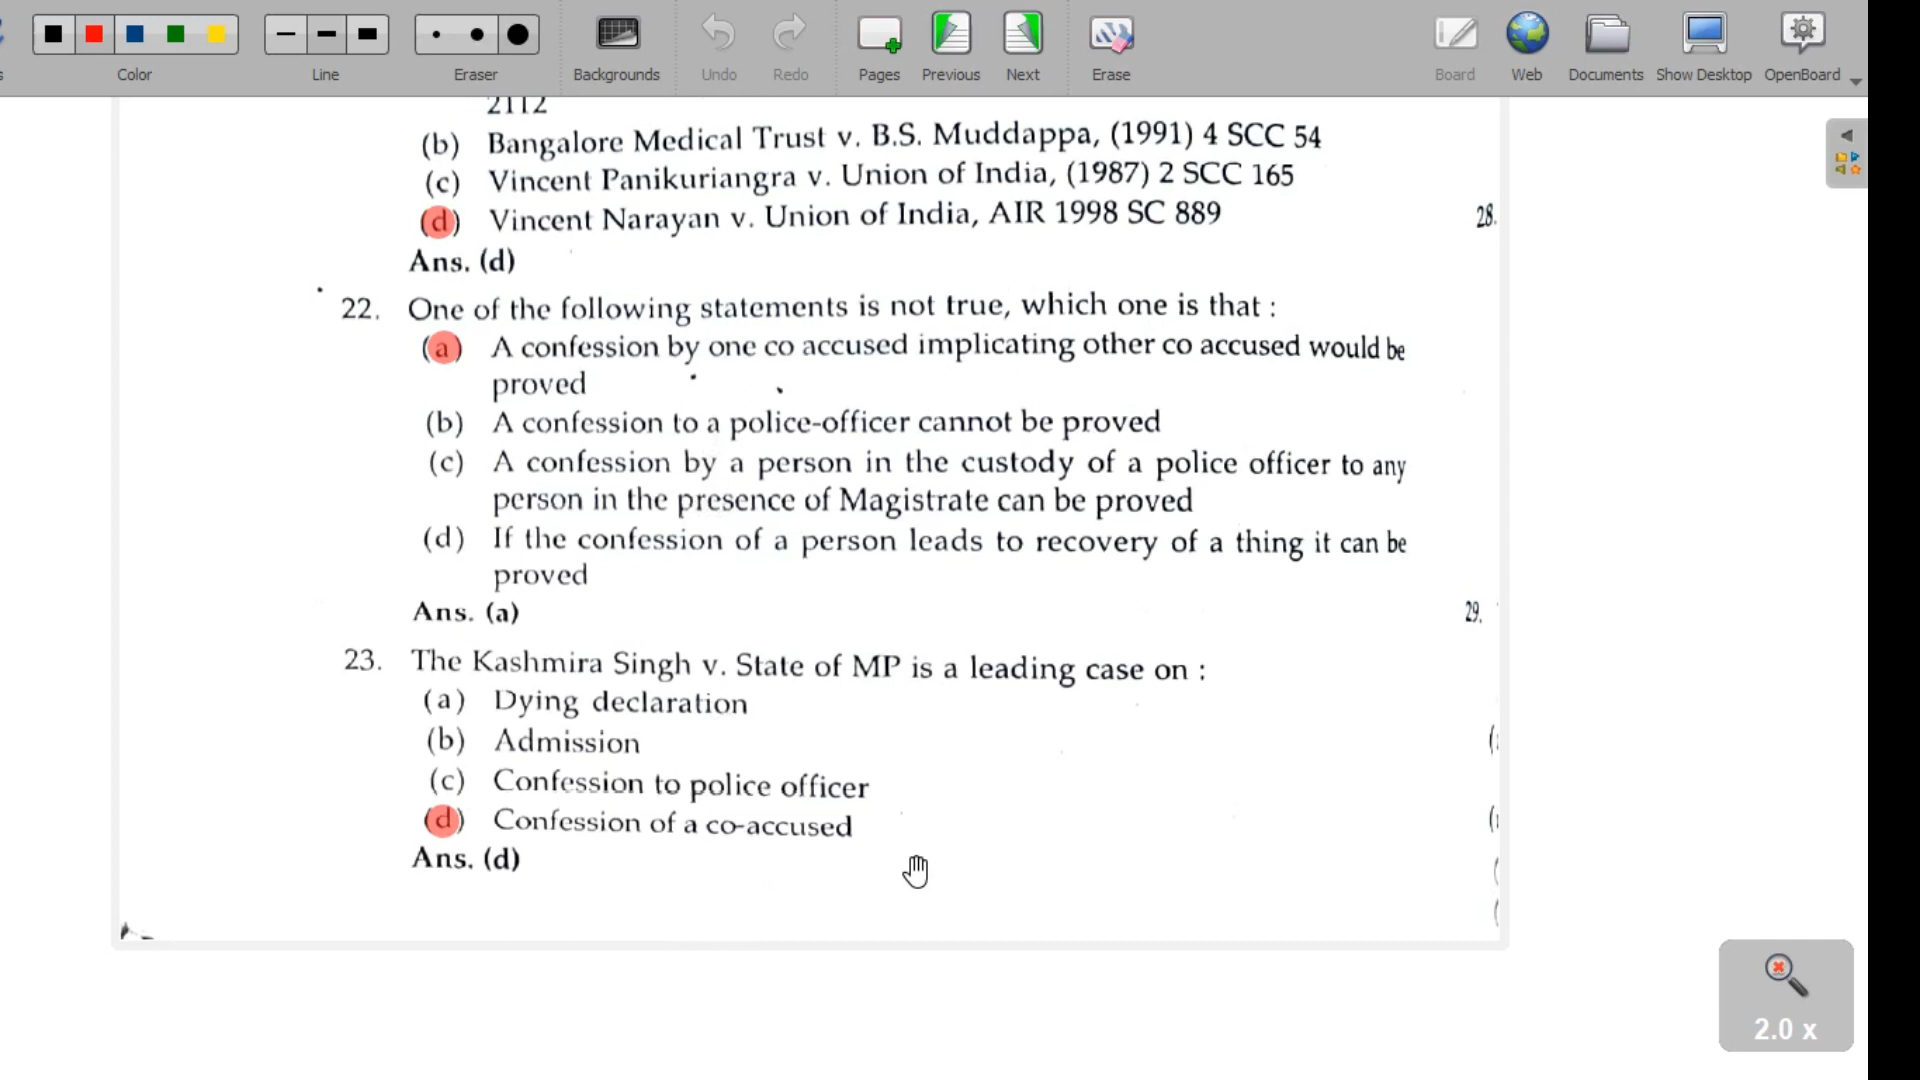 Color
Line
Eraser
Backgrounds
Undo
Redo
Pages
Previous
Next
Erase
Board
Web
Documents
Show Desktop
OpenBoard
2112
(b) Bangalore Medical Trust v. B.S. Muddappa, (1991) 4 SCC 54
(c) Vincent Panikuriangra v. Union of India, (1987) 2 SCC 165
(d) Vincent Narayan v. Union of India, AIR 1998 SC 889
28.
Ans. (d)
22. One of the following statements is not true, which one is that :
(a) A confession by one co accused implicating other co accused would be
proved
(b) A confession to a police-officer cannot be proved
(c) A confession by a person in the custody of a police officer to any
person in the presence of Magistrate can be proved
(d) If the confession of a person leads to recovery of a thing it can be
proved
Ans. (a)
29.
23. The Kashmira Singh v. State of MP is a leading case on :
(a) Dying declaration
(b) Admission
(c) Confession to police officer
(d) Confession of a co-accused
Ans. (d)
2.0 x